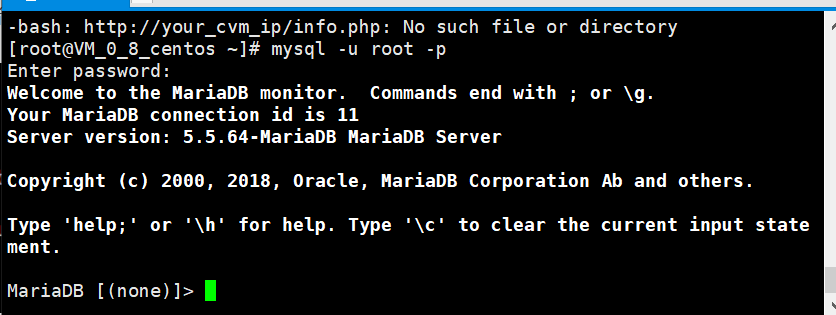 -bash: http://your_cvm_ip/info.php: No such file or directory
[root@VM_0_8_centos ~]# mysql -u root -p
Enter password:
Welcome to the MariaDB monitor.  Commands end with ; or \g.
Your MariaDB connection id is 11
Server version: 5.5.64-MariaDB MariaDB Server
Copyright (c) 2000, 2018, Oracle, MariaDB Corporation Ab and others.
Type 'help;' or '\h' for help. Type '\c' to clear the current input state
ment.
MariaDB [(none)]>